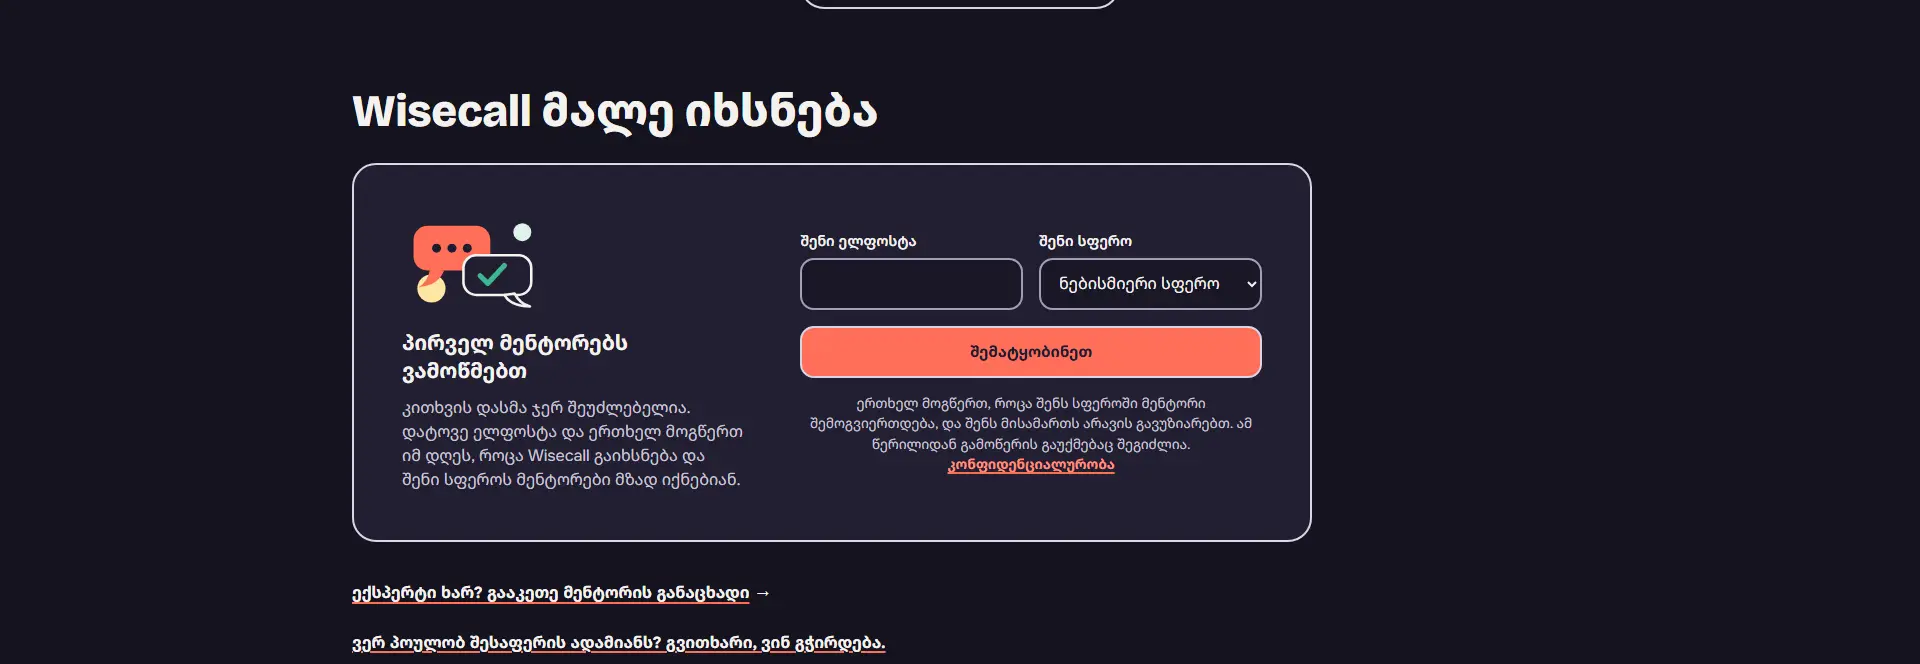 Wisecall მალე იხსნება
პირველ მენტორებს
ვამოწმებთ
კითხვის დასმა ჯერ შეუძლებელია.
დატოვე ელფოსტა და ერთხელ მოგწერთ
იმ დღეს, როცა Wisecall გაიხსნება და
შენი სფეროს მენტორები მზად იქნებიან.
შენი ელფოსტა
შენი სფერო
ნებისმიერი სფერო
შემატყობინეთ
ერთხელ მოგწერთ, როცა შენს სფეროში მენტორი
შემოგვიერთდება, და შენს მისამართს არავის გავუზიარებთ. ამ
წერილიდან გამოწერის გაუქმებაც შეგიძლია.
კონფიდენციალურობა
ექსპერტი ხარ? გააკეთე მენტორის განაცხადი →
ვერ პოულობ შესაფერის ადამიანს? გვითხარი, ვინ გჭირდება.